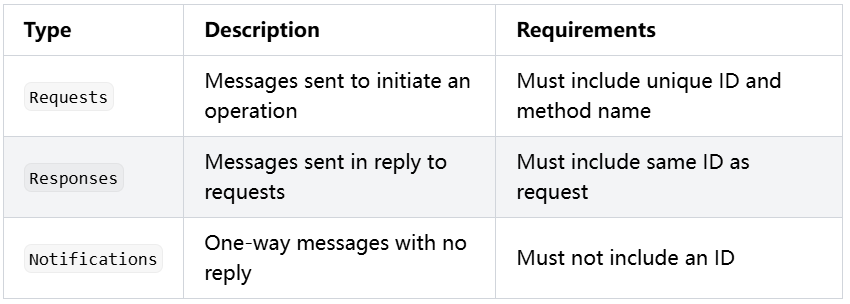 Type Description Requirements
Requests
Messages sent to initiate an
operation
Must include unique ID and
method name
Responses
Messages sent in reply to
requests
Must include same ID as
request
Notifications
One-way messages with no
reply
Must not include an ID